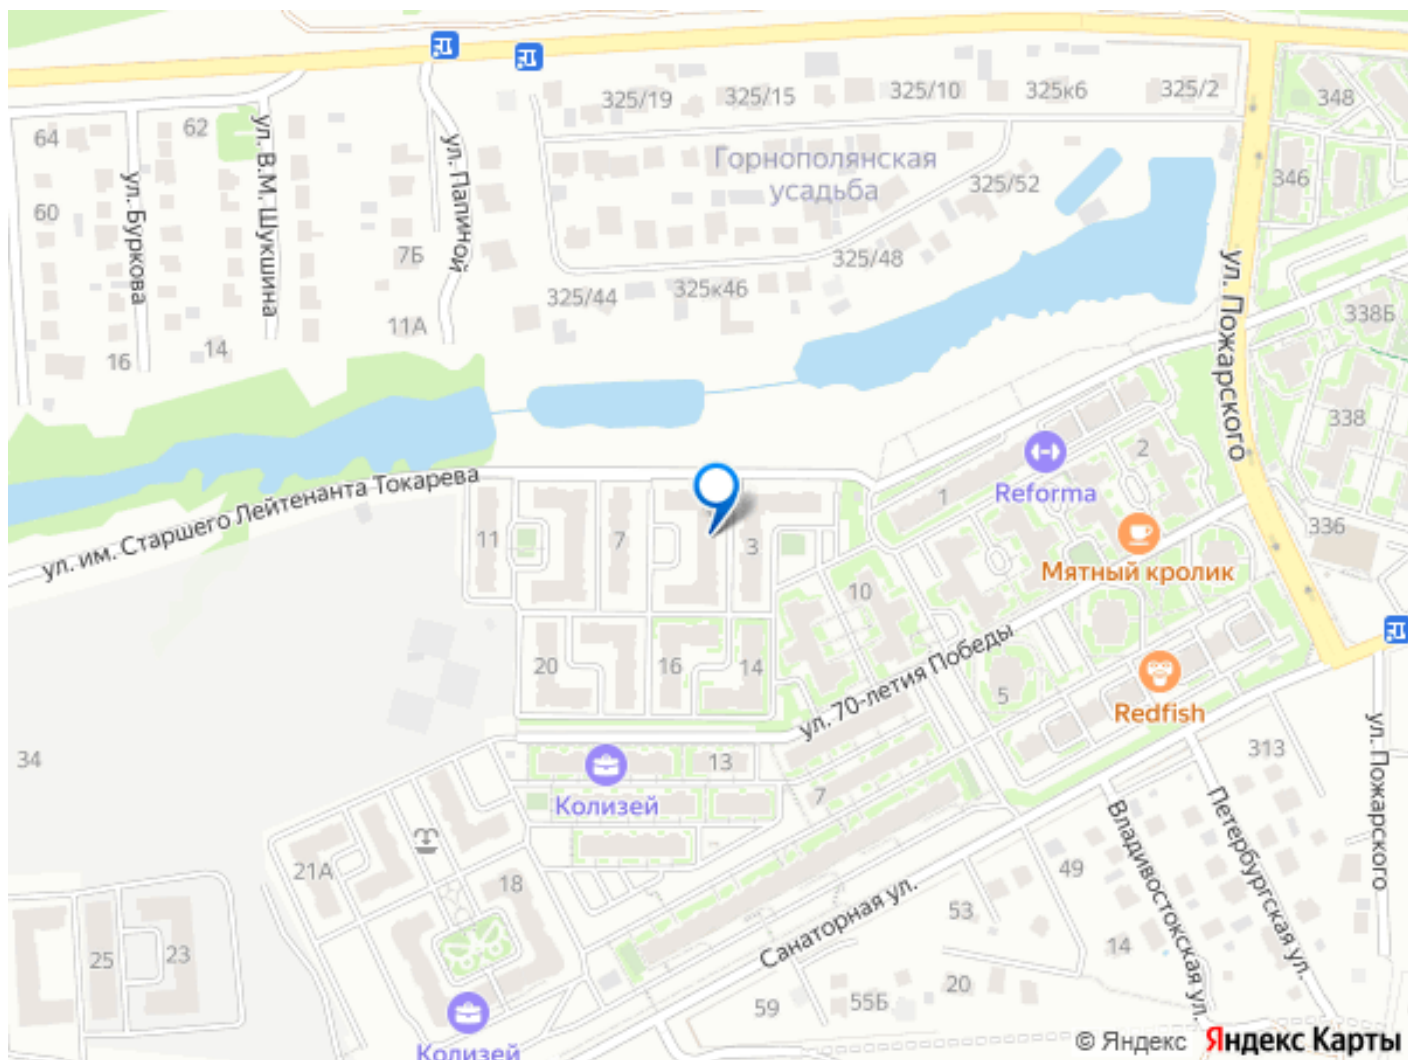 325/19
325/15
325/10
325к6
325/2
348
64
62
ул. В.М. Шукшина
ул. Папиной
Горнополянская
усадьба
325/52
346
ул. Буркова
60
7Б
325/48
325к46
325/44
ул. Пожарского
338Б
11А
14
16
338
2
Reforma
1
ул. им. Старшего Лейтенанта Токарева
11
7
3
336
Мятный кролик
10
ул. 70-летия Победы
20
16
14
5
Redfish
34
13
313
ул. Пожарского
Колизей
7
21А
18
49
Владивостокская ул.
Петербургская ул.
53
Санаторная ул.
25
23
14
20
59
55Б
Колизей
© Яндекс Яндекс Карты